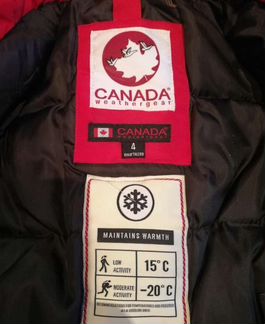 CANADA
weathergear
CANADA
4
MAINTAINS WARMTH
LOW
ACTIVITY
15°C
MODERATE
ACTIVITY
-20°C